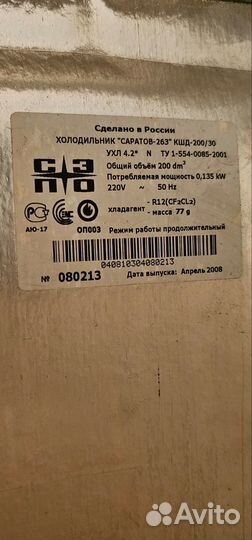 Сделано в России
ХОЛОДИЛЬНИК "САРАТОВ-263" КШД-200/30
УХЛ 4.2* N ТУ 1-554-0085-2001
Общий объём 200 dm³
Потребляемая мощность 0,135 kW
220V ~ 50 Hz
СЭПО
хладагент - R12(CF₂CL₂)
- масса 77 g
АЮ-17 ОП003 Режим работы продолжительный
040810304080213
№ 080213 Дата выпуска: Апрель 2008
Avito